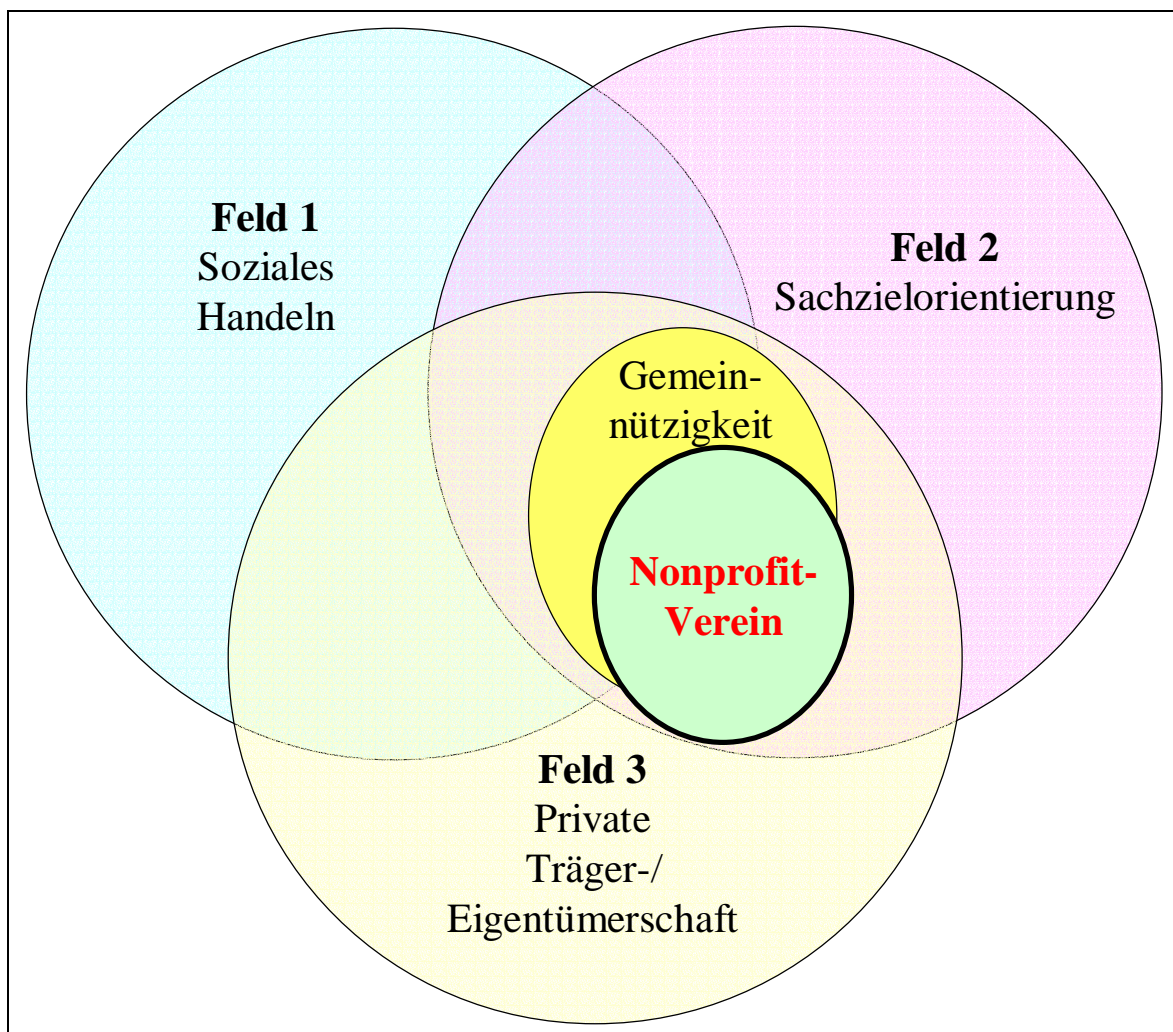 Feld 1
Soziales
Handeln
Feld 2
Sachzielorientierung
Gemein-
nützigkeit
Nonprofit-
Verein
Feld 3
Private
Träger-/
Eigentümerschaft